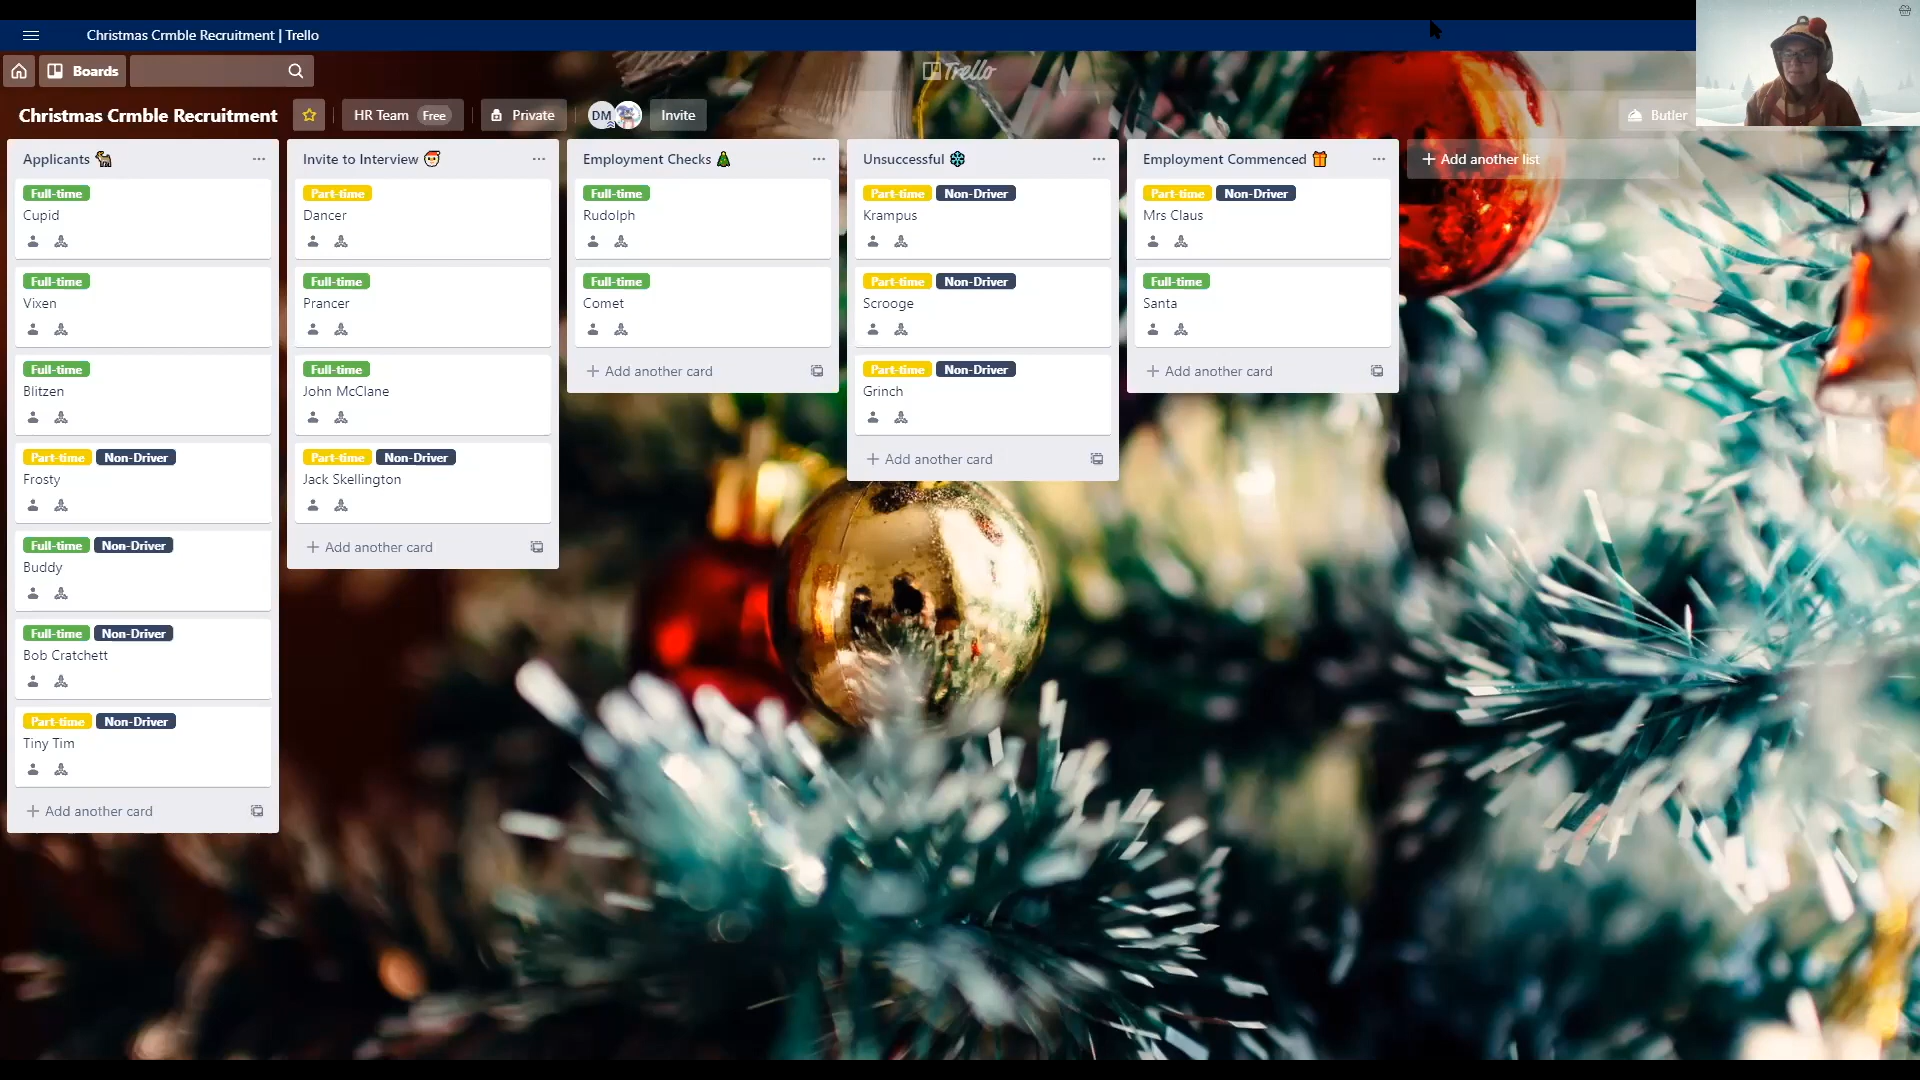 Christmas Crmble Recruitment | Trello
Boards
Trello
Christmas Crmble Recruitment
HR Team Free
Private
DM
Invite
Butler
Applicants
Full-time
Cupid
Full-time
Vixen
Full-time
Blitzen
Part-time Non-Driver
Frosty
Full-time Non-Driver
Buddy
Full-time Non-Driver
Bob Cratchett
Part-time Non-Driver
Tiny Tim
+ Add another card
Invite to Interview
Part-time
Dancer
Full-time
Prancer
Full-time
John McClane
Part-time Non-Driver
Jack Skellington
+ Add another card
Employment Checks
Full-time
Rudolph
Full-time
Comet
+ Add another card
Unsuccessful
Part-time Non-Driver
Krampus
Part-time Non-Driver
Scrooge
Part-time Non-Driver
Grinch
+ Add another card
Employment Commenced
Part-time Non-Driver
Mrs Claus
Full-time
Santa
+ Add another card
+ Add another list